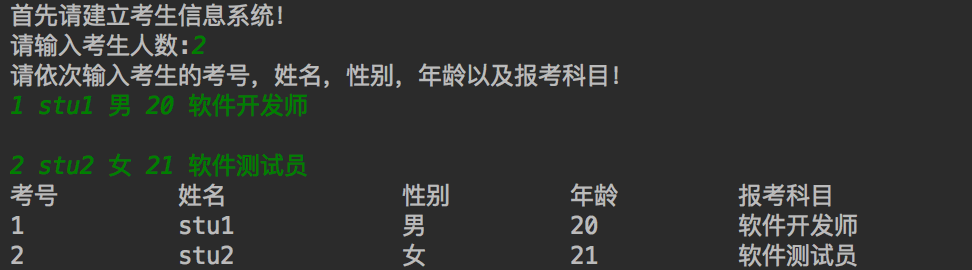 首先请建立考生信息系统!
请输入考生人数:2
请依次输入考生的考号，姓名，性别，年龄以及报考科目!
1 stu1 男 20 软件开发师
2 stu2 女 21 软件测试员
考号 姓名 性别 年龄 报考科目
1 stu1 男 20 软件开发师
2 stu2 女 21 软件测试员